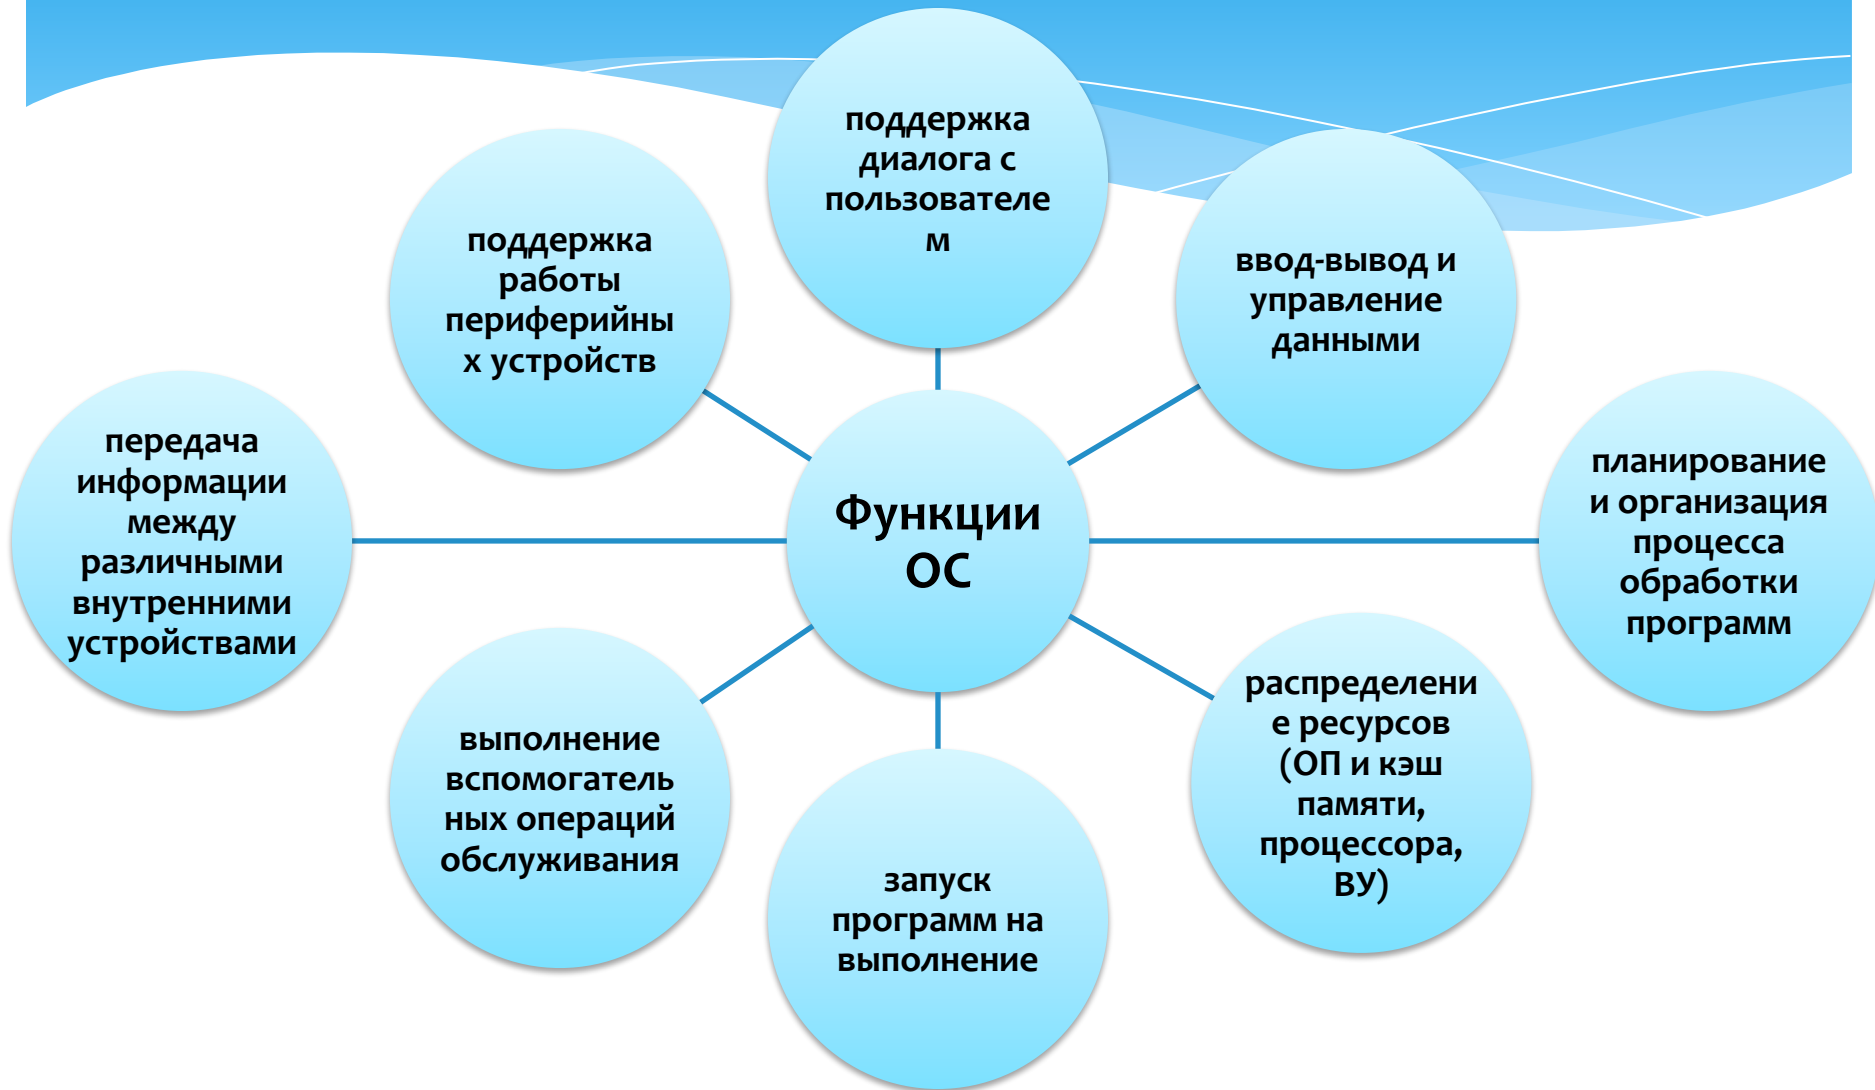 поддержка
диалога с
пользователе
м
ввод-вывод и
управление
данными
планирование
и организация
процесса
обработки
программ
распределени
е ресурсов
(ОП и кэш
памяти,
процессора,
ВУ)
запуск
программ на
выполнение
выполнение
вспомогатель
ных операций
обслуживания
передача
информации
между
различными
внутренними
устройствами
поддержка
работы
периферийны
х устройств
Функции
ОС